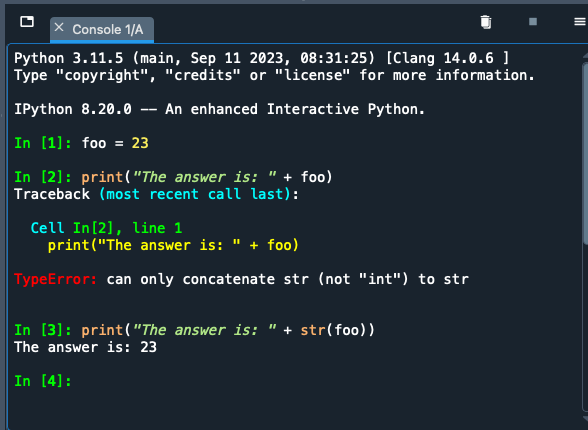 Console 1/A
Python 3.11.5 (main, Sep 11 2023, 08:31:25) [Clang 14.0.6 ]
Type "copyright", "credits" or "license" for more information.
IPython 8.20.0 -- An enhanced Interactive Python.
In [1]: foo = 23
In [2]: print("The answer is: " + foo)
Traceback (most recent call last):
Cell In[2], line 1
print("The answer is: " + foo)
TypeError: can only concatenate str (not "int") to str
In [3]: print("The answer is: " + str(foo))
The answer is: 23
In [4]: